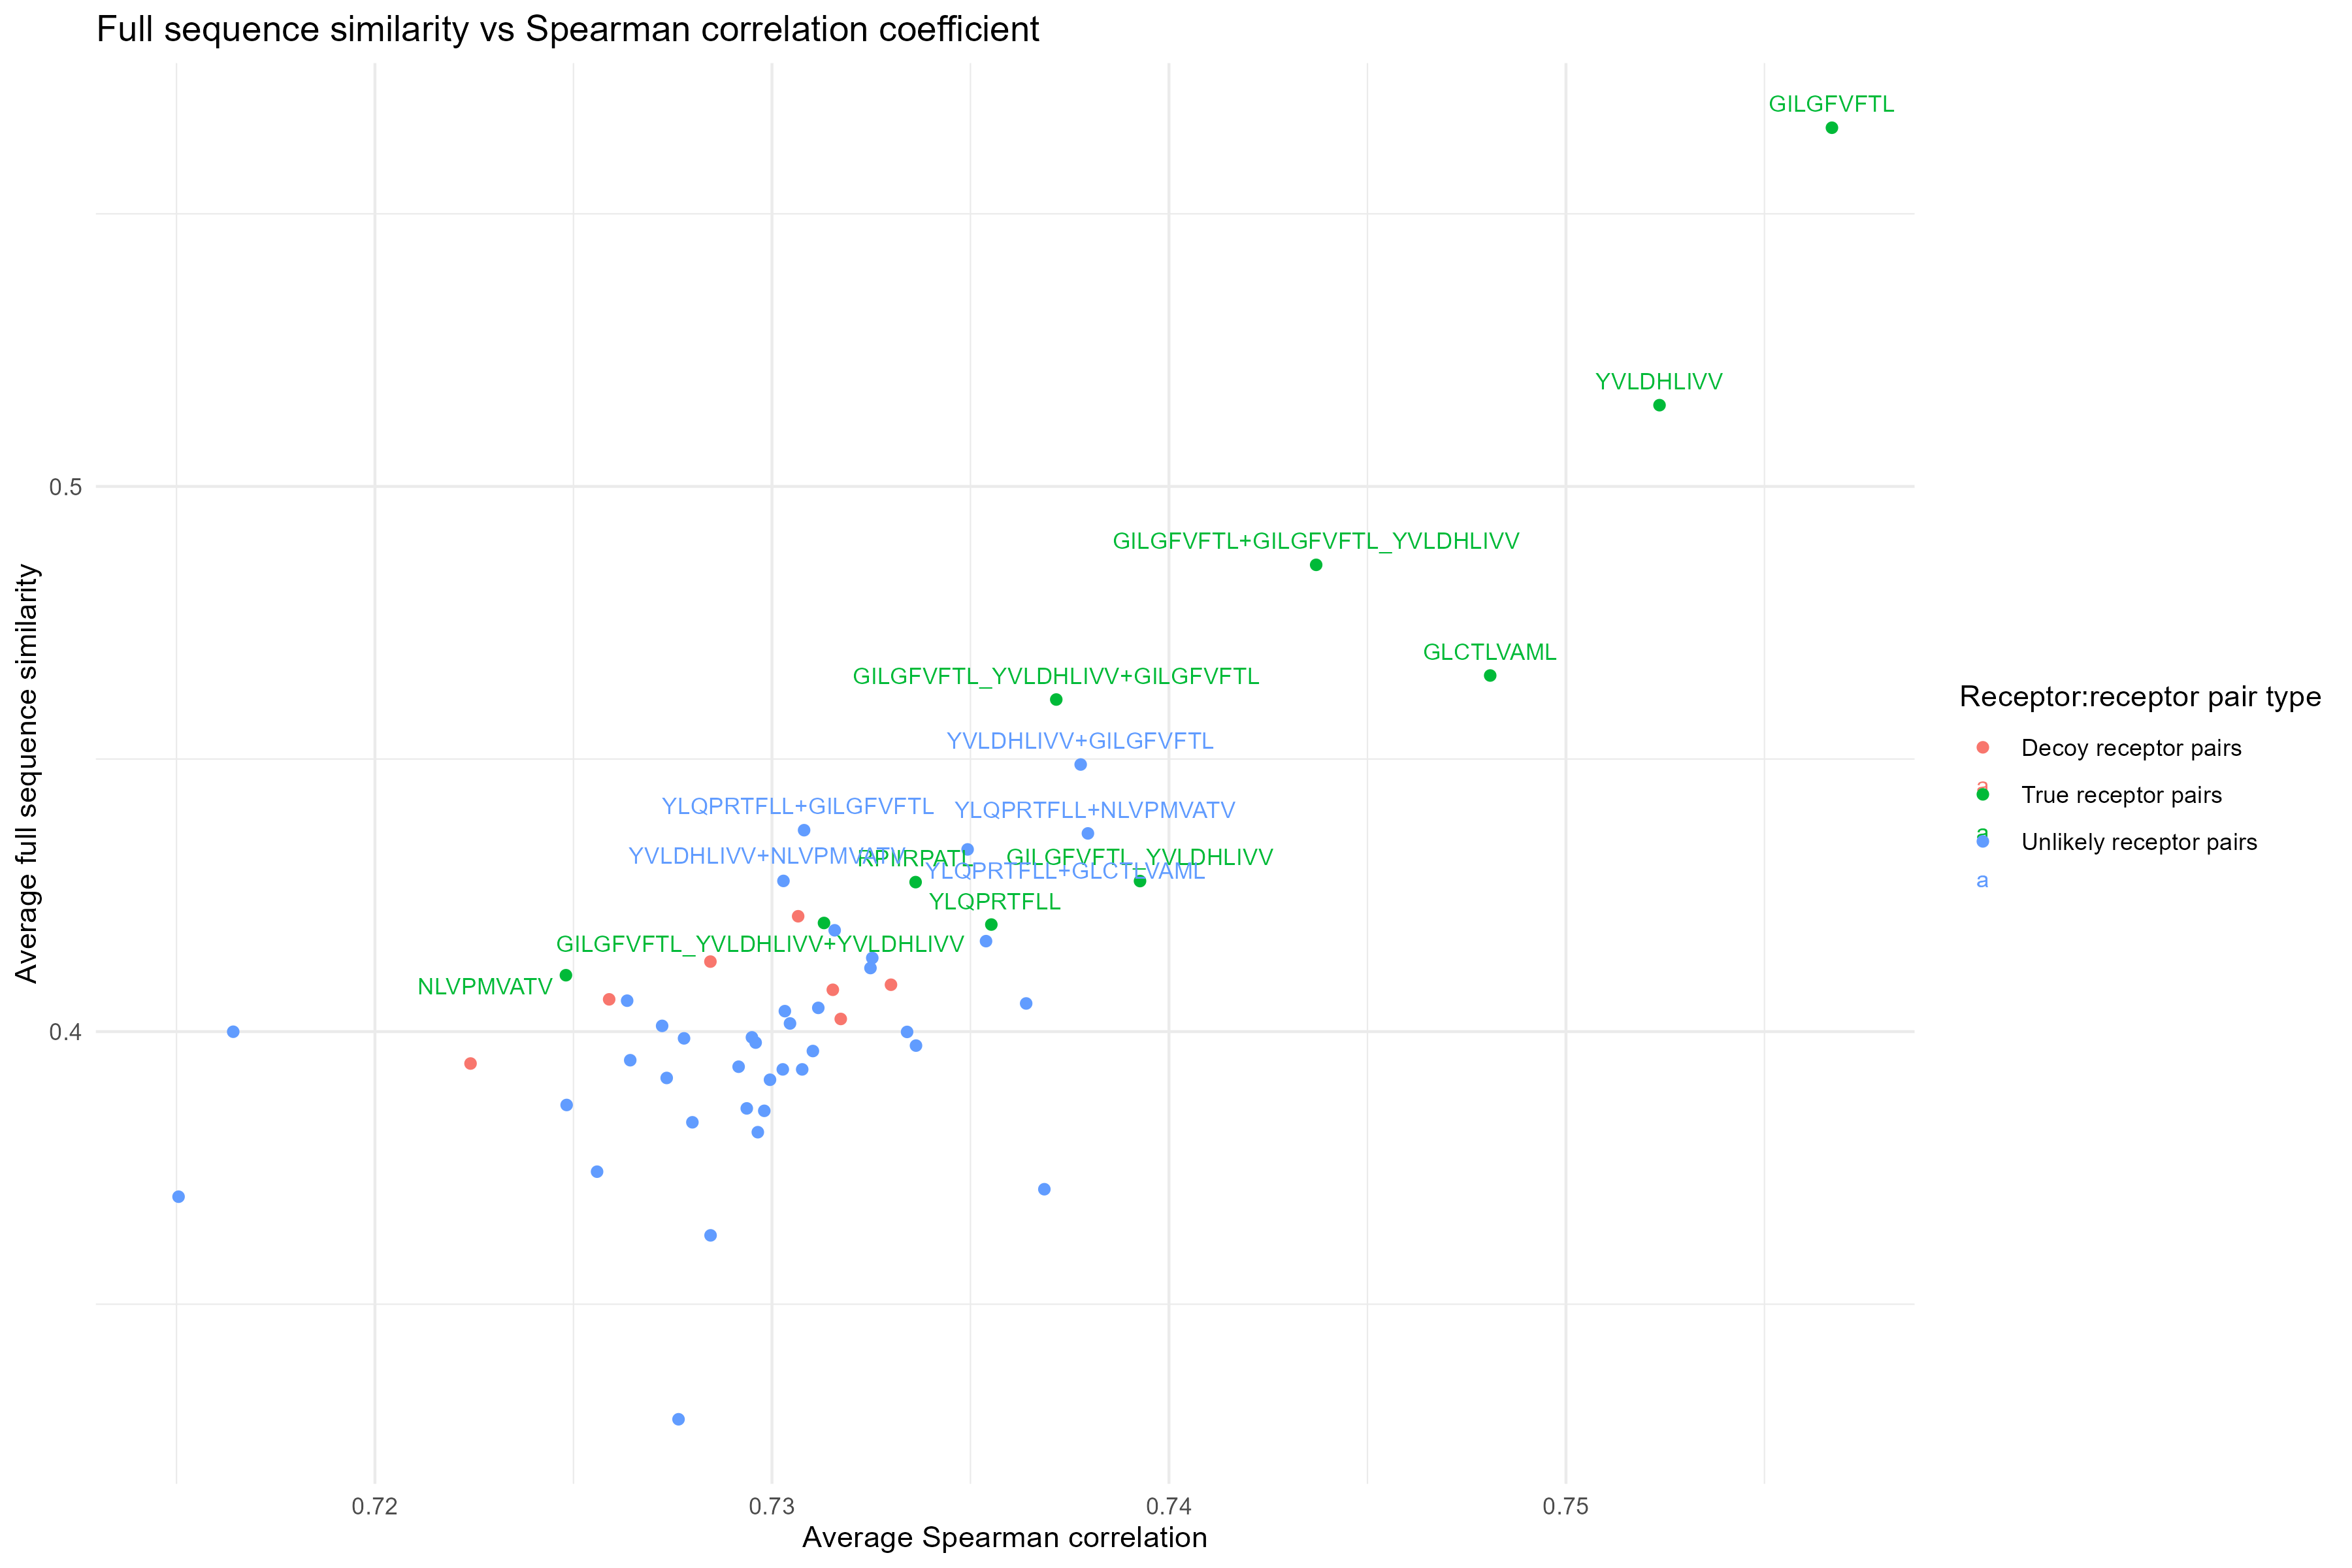 Full sequence similarity vs Spearman correlation coefficient
GILGFVFTL
YVLDHLIVV
0.5
GILGFVFTL+GILGFVFTL_YVLDHLIVV
GLCTLVAML
GILGFVFTL_YVLDHLIVV+GILGFVFTL
YVLDHLIVV+GILGFVFTL
YLQPRTFLL+GILGFVFTL
YLQPRTFLL+NLVPMVATV
YVLDHLIVV+NLVPMVATV
RPIIRPATL
GILGFVFTL_YVLDHLIVV
YLQPRTFLL+GLCTLVAML
YLQPRTFLL
GILGFVFTL_YVLDHLIVV+YVLDHLIVV
NLVPMVATV
0.4
Average full sequence similarity
0.72
0.73
0.74
0.75
Average Spearman correlation
Receptor:receptor pair type
Decoy receptor pairs
a
True receptor pairs
a
Unlikely receptor pairs
a